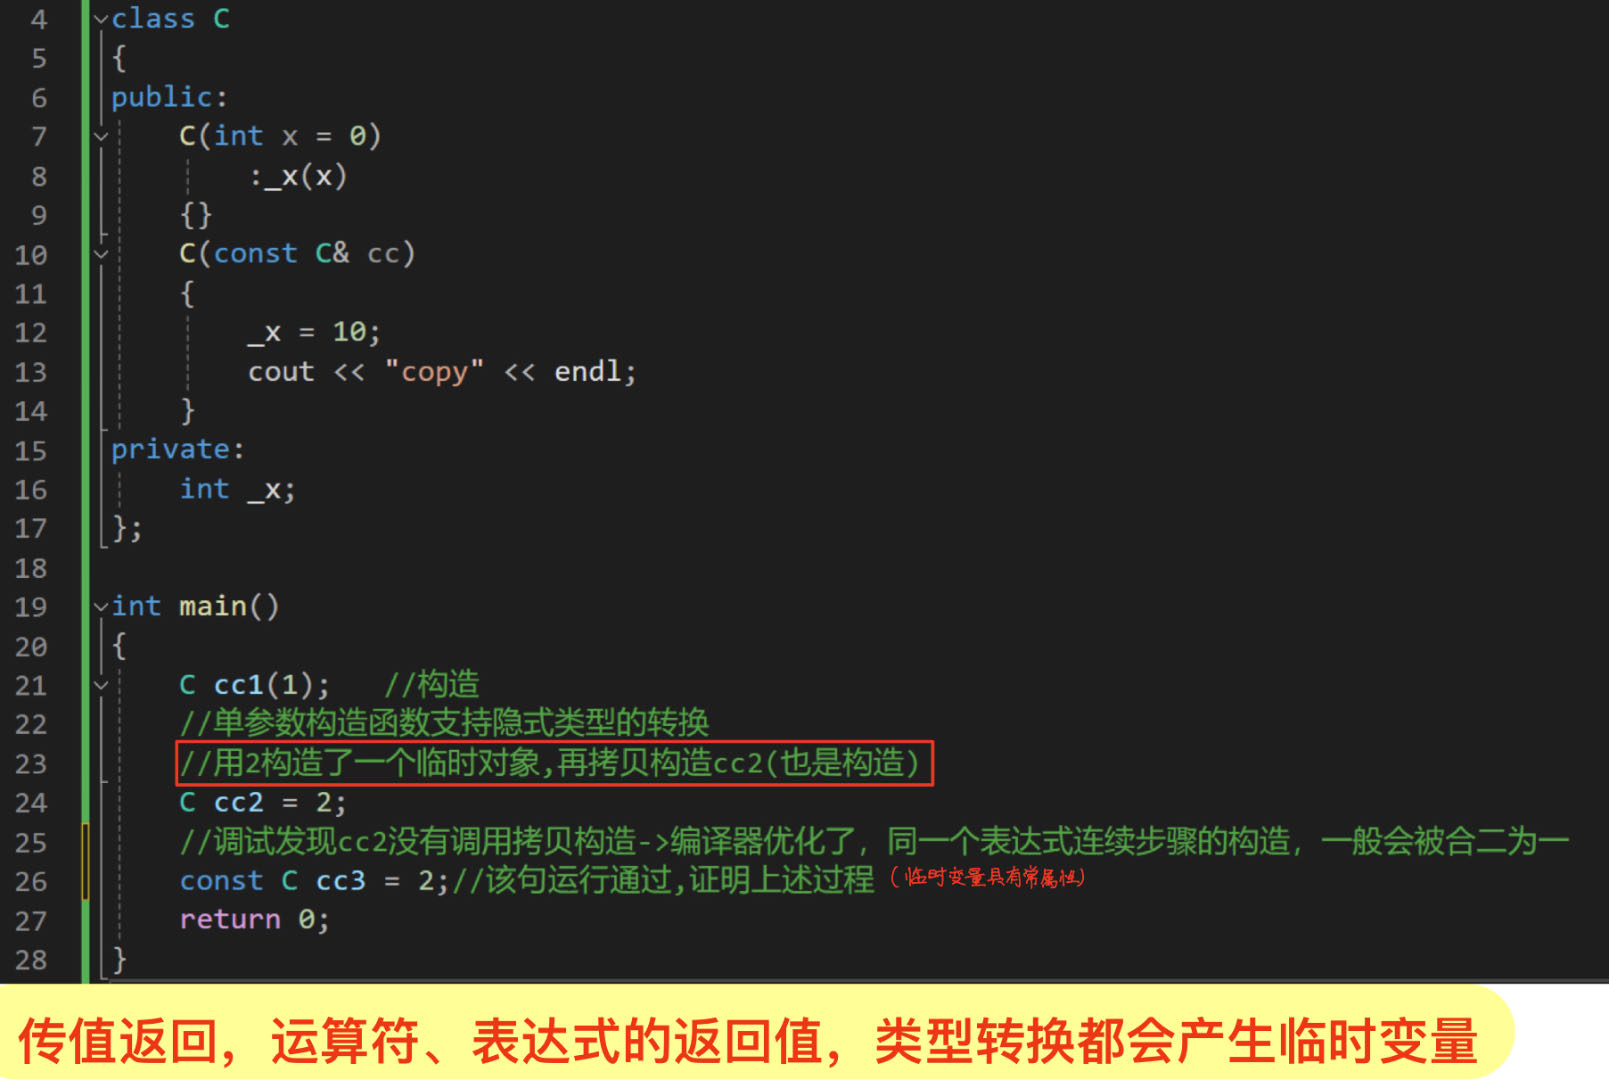 4 class C
5 {
6 public:
7 C(int x = 0)
8 :_x(x)
9 {}
10 C(const C& cc)
11 {
12 _x = 10;
13 cout << "copy" << endl;
14 }
15 private:
16 int _x;
17 };
18
19 int main()
20 {
21 C cc1(1); //构造
22 //单参数构造函数支持隐式类型的转换
23 //用2构造了一个临时对象,再拷贝构造cc2(也是构造)
24 C cc2 = 2;
25 //调试发现cc2没有调用拷贝构造->编译器优化了，同一个表达式连续步骤的构造，一般会被合二为一
26 const C cc3 = 2;//该句运行通过,证明上述过程 (临时变量具有常属性)
27 return 0;
28 }
传值返回，运算符、表达式的返回值，类型转换都会产生临时变量